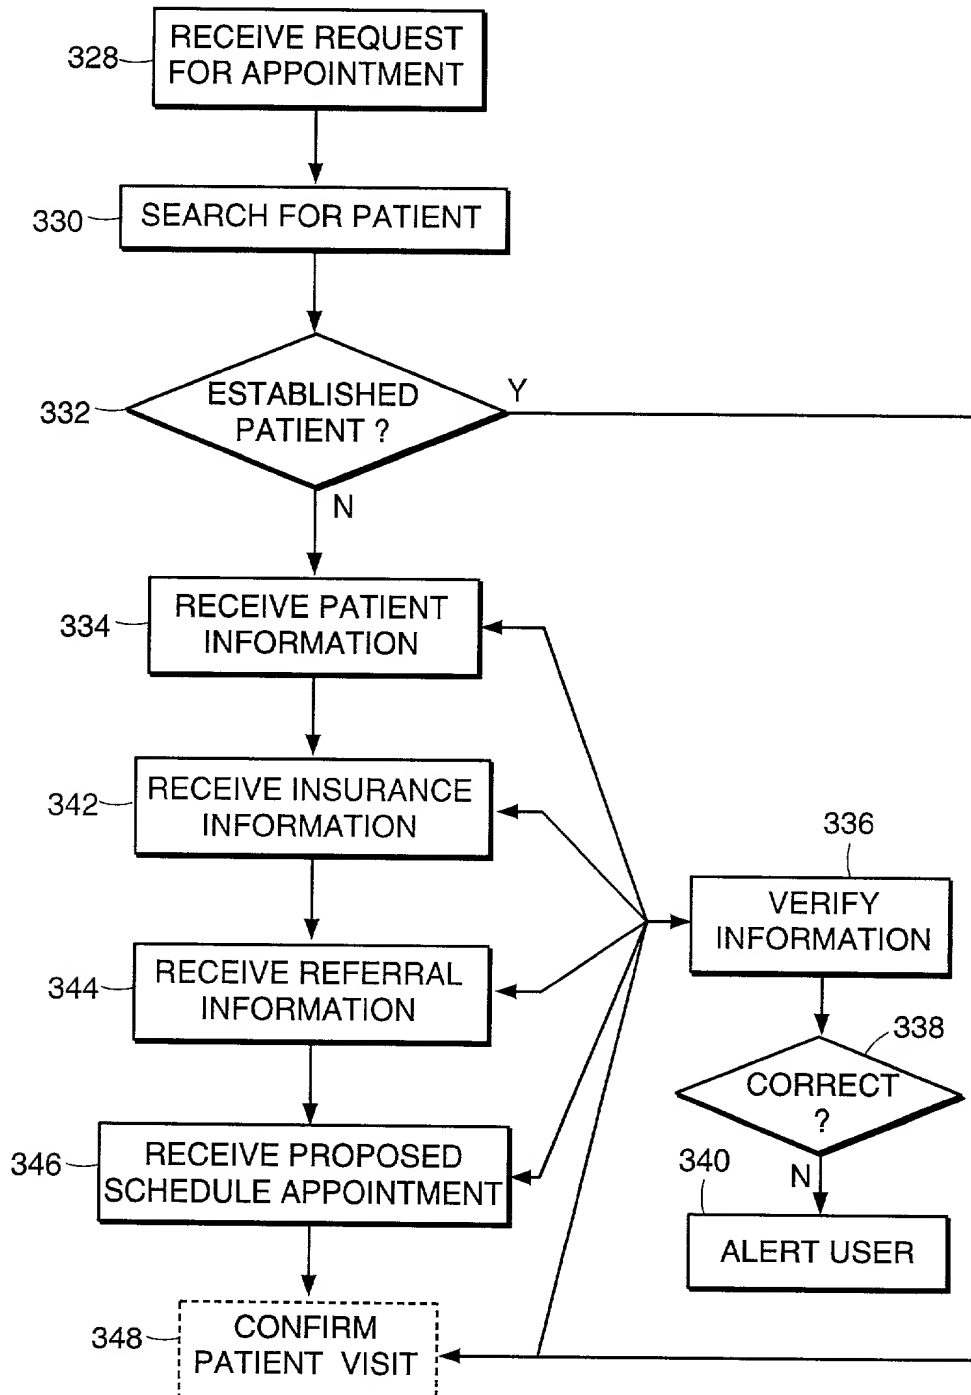 328
RECEIVE REQUEST
FOR APPOINTMENT
330
SEARCH FOR PATIENT
332
ESTABLISHED
PATIENT ?
Y
N
334
RECEIVE PATIENT
INFORMATION
342
RECEIVE INSURANCE
INFORMATION
336
VERIFY
INFORMATION
344
RECEIVE REFERRAL
INFORMATION
338
CORRECT
?
346
RECEIVE PROPOSED
SCHEDULE APPOINTMENT
340
N
ALERT USER
348
CONFIRM
PATIENT VISIT